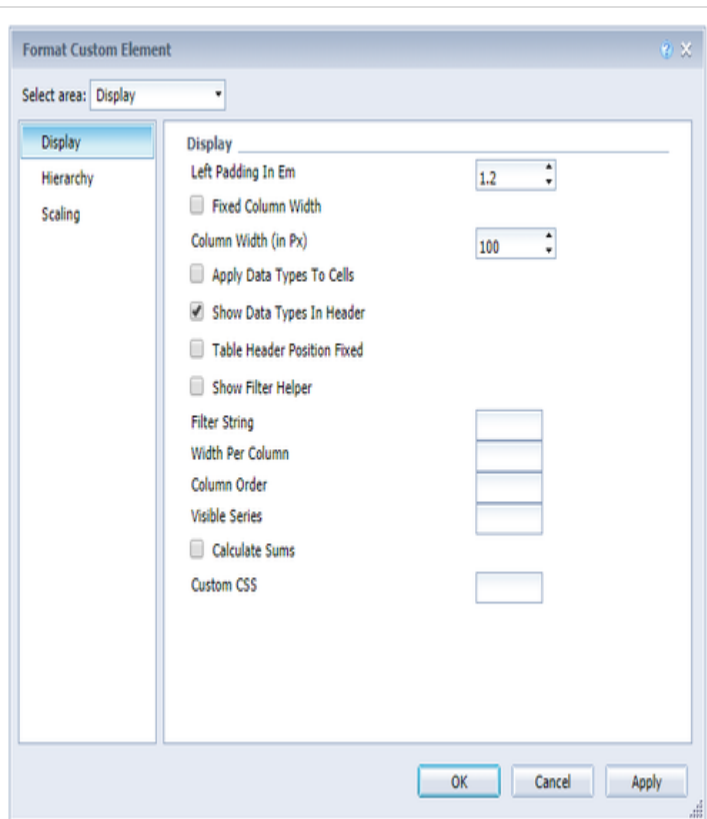 Format Custom Element
Select area: Display
Display
Hierarchy
Scaling
Display
Left Padding In Em 1.2
Fixed Column Width
Column Width (in Px) 100
Apply Data Types To Cells
Show Data Types In Header
Table Header Position Fixed
Show Filter Helper
Filter String
Width Per Column
Column Order
Visible Series
Calculate Sums
Custom CSS
OK Cancel Apply